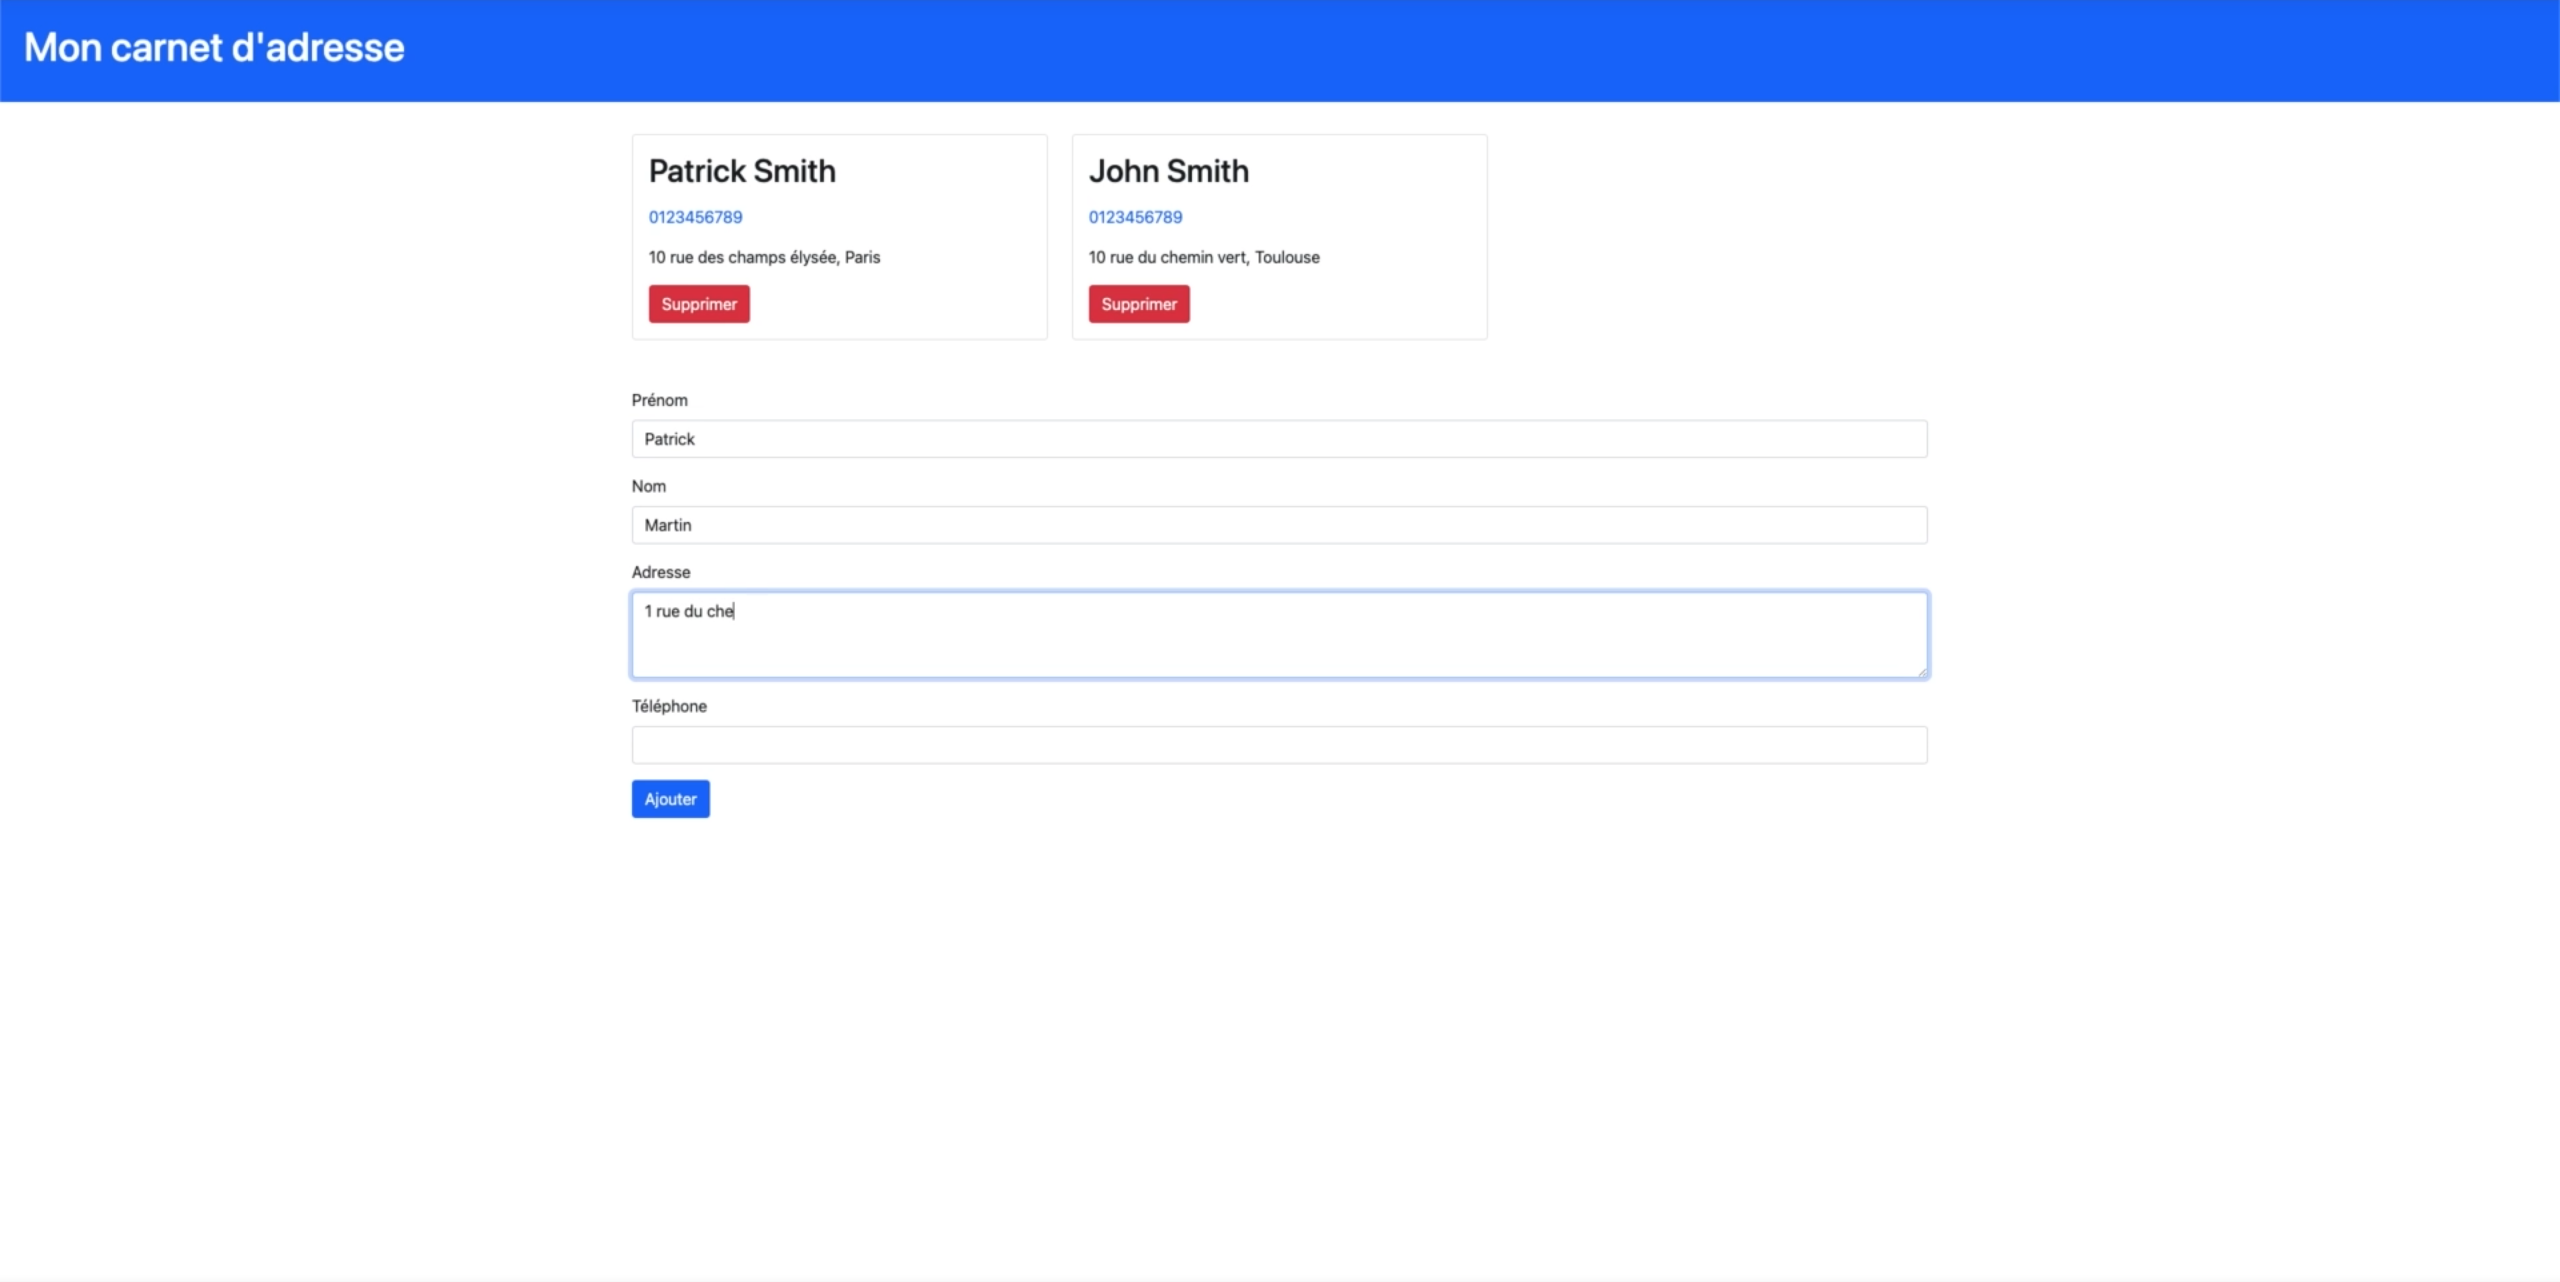 Mon carnet d'adresse
Patrick Smith
0123456789
10 rue des champs élysée, Paris
Supprimer
John Smith
0123456789
10 rue du chemin vert, Toulouse
Supprimer
Prénom
Patrick
Nom
Martin
Adresse
1 rue du che
Téléphone
Ajouter